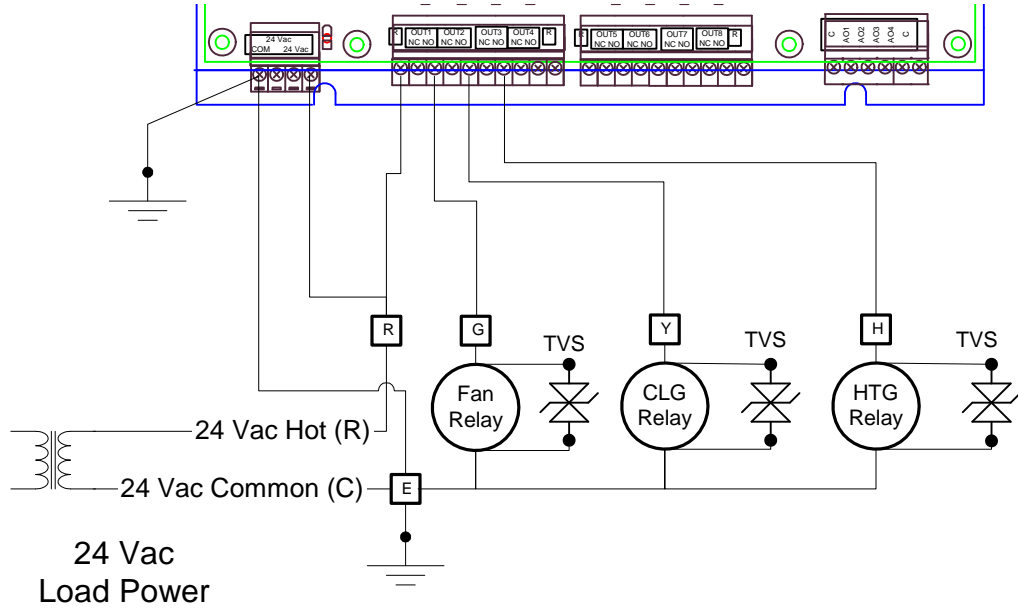 24 Vac
COM 24 Vac
R OUT1 OUT2 OUT3 OUT4 R
NC NO NC NO NC NO NC NO
R OUT5 OUT6 OUT7 OUT8 R
NC NO NC NO NC NO NC NO
C AO1 AO2 AO3 AO4 C
R
G
Y
H
TVS
TVS
TVS
Fan
Relay
CLG
Relay
HTG
Relay
24 Vac Hot (R)
24 Vac Common (C)
E
24 Vac
Load Power